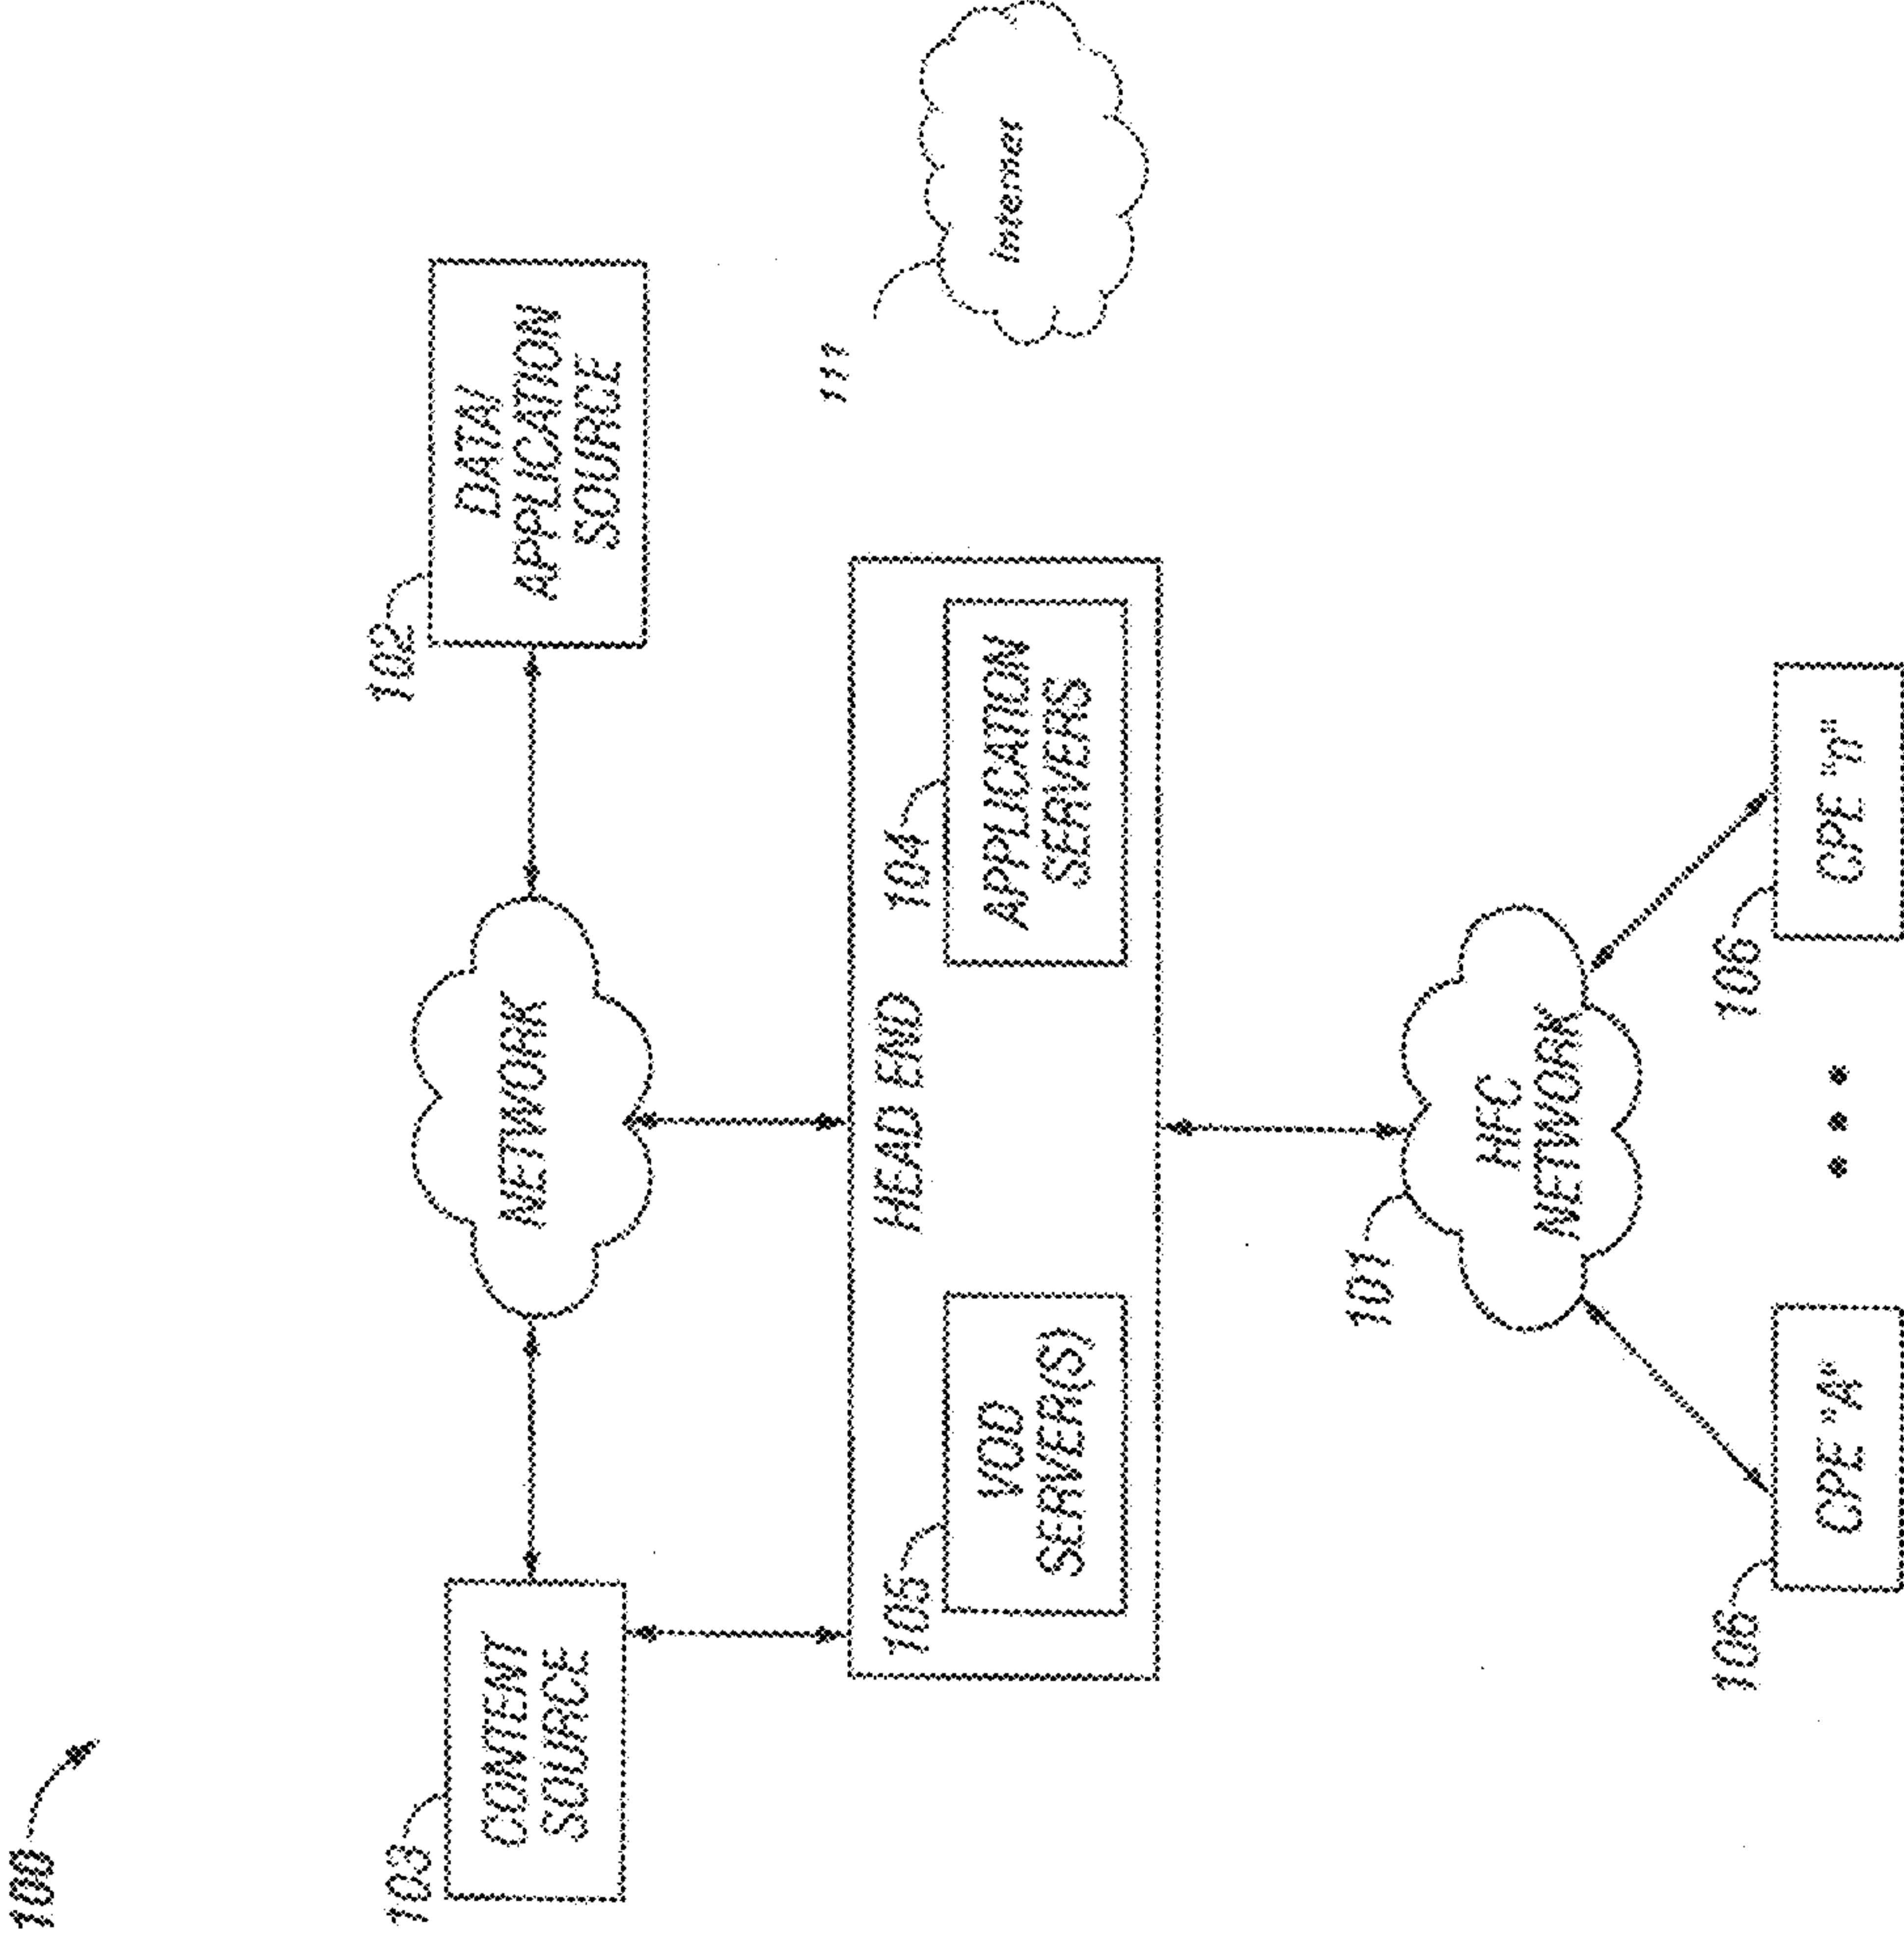 100
103
CONTENT
SOURCE
NETWORK
102
DATA/
APPLICATION
SOURCE
111
Internet
HEAD END
105
VOD
SERVER(S)
104
APPLICATION
SERVERS
101
HFC
NETWORK
106
CPE "A"
106
CPE "n"